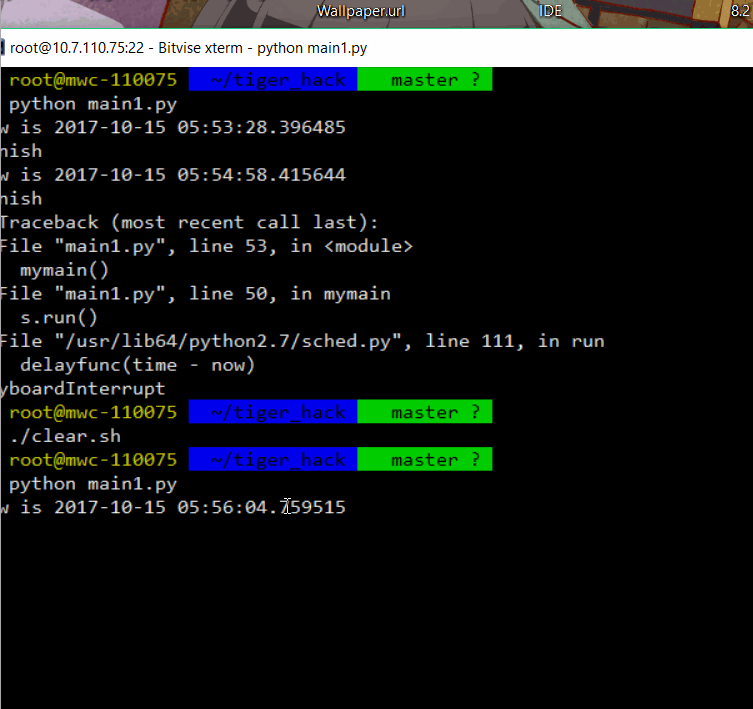 Wallpaper.url IDE 8.2
root@10.7.110.75:22 - Bitvise xterm - python main1.py
root@mwc-110075 ~/tiger_hack master ?
python main1.py
w is 2017-10-15 05:53:28.396485
nish
w is 2017-10-15 05:54:58.415644
nish
Traceback (most recent call last):
File "main1.py", line 53, in <module>
mymain()
File "main1.py", line 50, in mymain
s.run()
File "/usr/lib64/python2.7/sched.py", line 111, in run
delayfunc(time - now)
yboardInterrupt
root@mwc-110075 ~/tiger_hack master ?
./clear.sh
root@mwc-110075 ~/tiger_hack master ?
python main1.py
w is 2017-10-15 05:56:04.759515